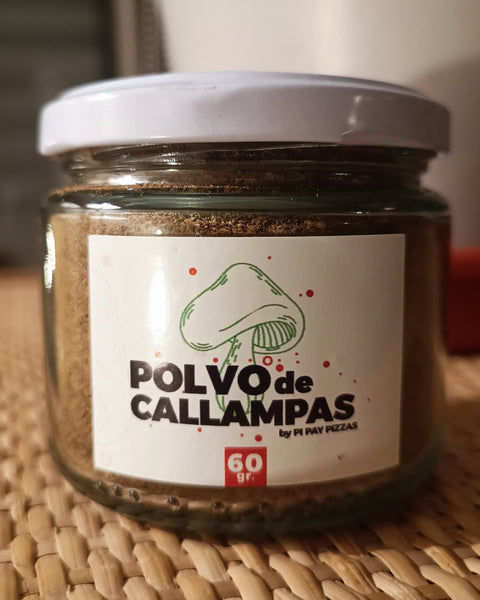 POLVO de
CALLAMPAS
by PI PAY PIZZAS
60
gr.